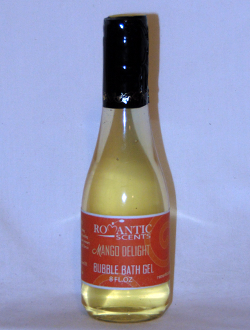 ROMANTIC
SCENTS
MANGO DELIGHT
BUBBLE BATH GEL
8 FL.OZ